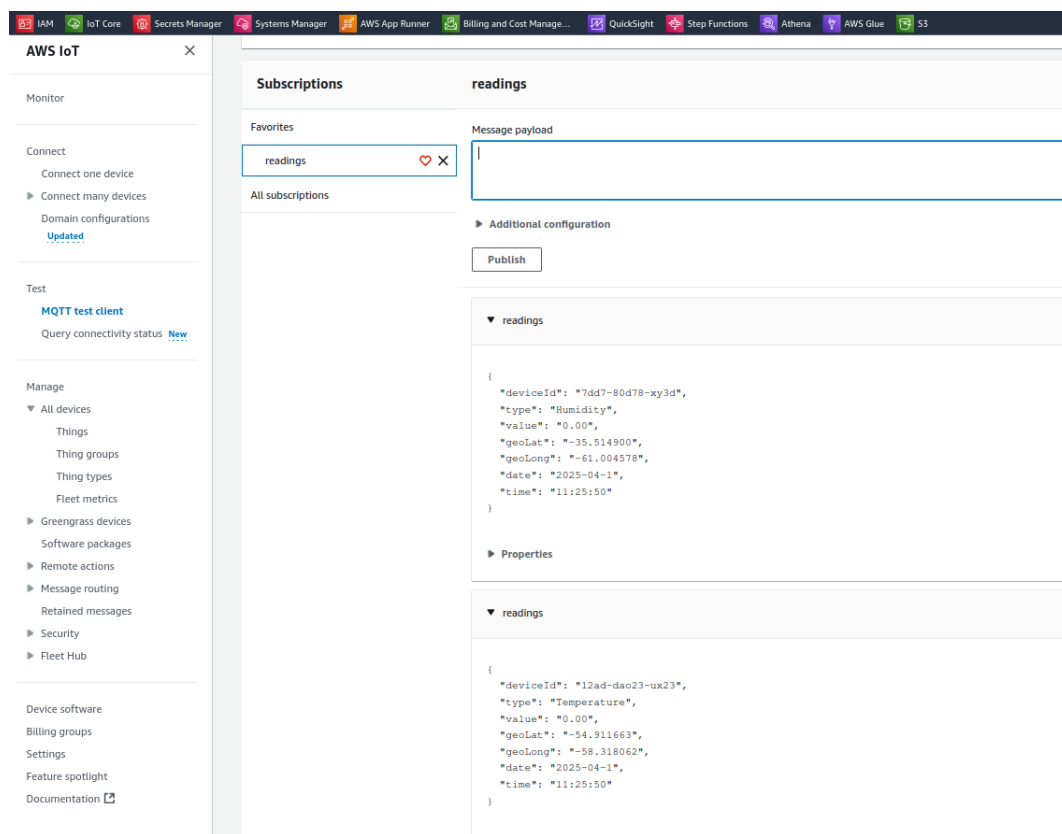 IAM IoT Core Secrets Manager Systems Manager AWS App Runner Billing and Cost Manage... QuickSight Step Functions Athena AWS Glue S3
AWS IoT
Monitor
Connect
Connect one device
Connect many devices
Domain configurations
Updated
Test
MQTT test client
Query connectivity status New
Manage
All devices
Things
Thing groups
Thing types
Fleet metrics
Greengrass devices
Software packages
Remote actions
Message routing
Retained messages
Security
Fleet Hub
Device software
Billing groups
Settings
Feature spotlight
Documentation
Subscriptions
Favorites
readings
All subscriptions
readings
Message payload
Additional configuration
Publish
readings
{
"deviceId": "7dd7-80d78-xy3d",
"type": "Humidity",
"value": "0.00",
"geoLat": "-35.514900",
"geoLong": "-61.004578",
"date": "2025-04-1",
"time": "11:25:50"
}
Properties
readings
{
"deviceId": "12ad-dao23-ux23",
"type": "Temperature",
"value": "0.00",
"geoLat": "-54.911663",
"geoLong": "-58.318062",
"date": "2025-04-1",
"time": "11:25:50"
}